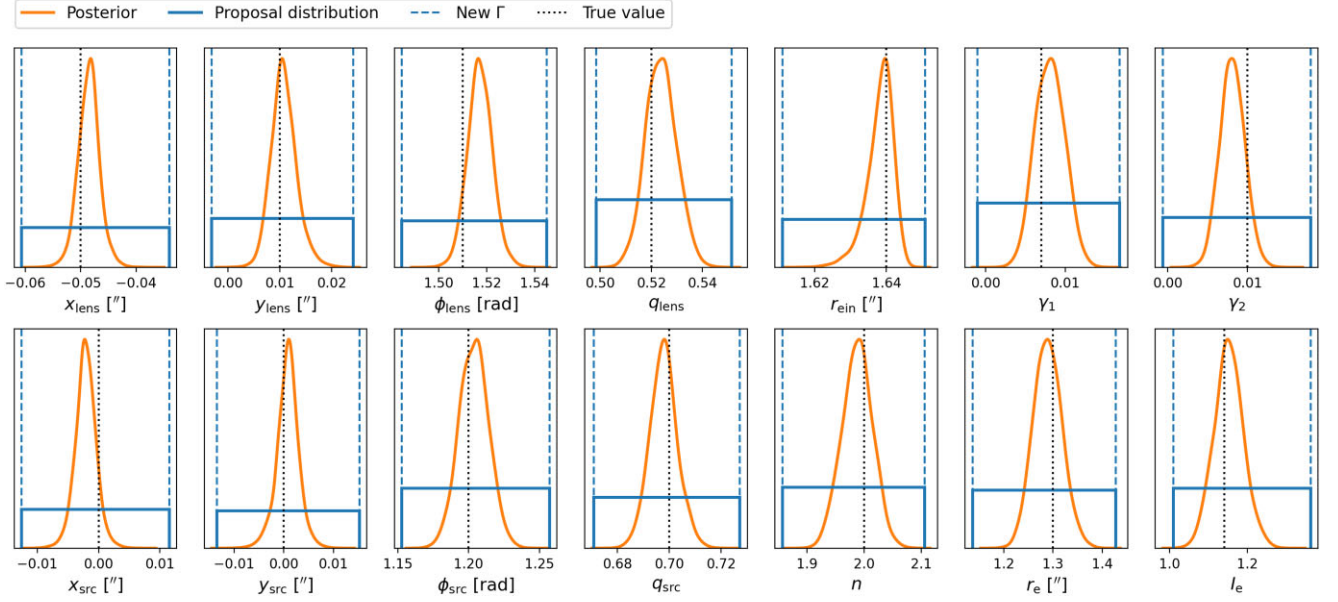 Posterior Proposal distribution New Γ True value
−0.06 −0.05 −0.04 0.00 0.01 0.02 1.50 1.52 1.54 0.50 0.52 0.54 1.62 1.64 0.00 0.01 0.00 0.01
x_lens [″] y_lens [″] ϕ_lens [rad] q_lens r_ein [″] γ₁ γ₂
−0.01 0.00 0.01 −0.01 0.00 0.01 1.15 1.20 1.25 0.68 0.70 0.72 1.9 2.0 2.1 1.2 1.3 1.4 1.0 1.2
x_src [″] y_src [″] ϕ_src [rad] q_src n r_e [″] I_e